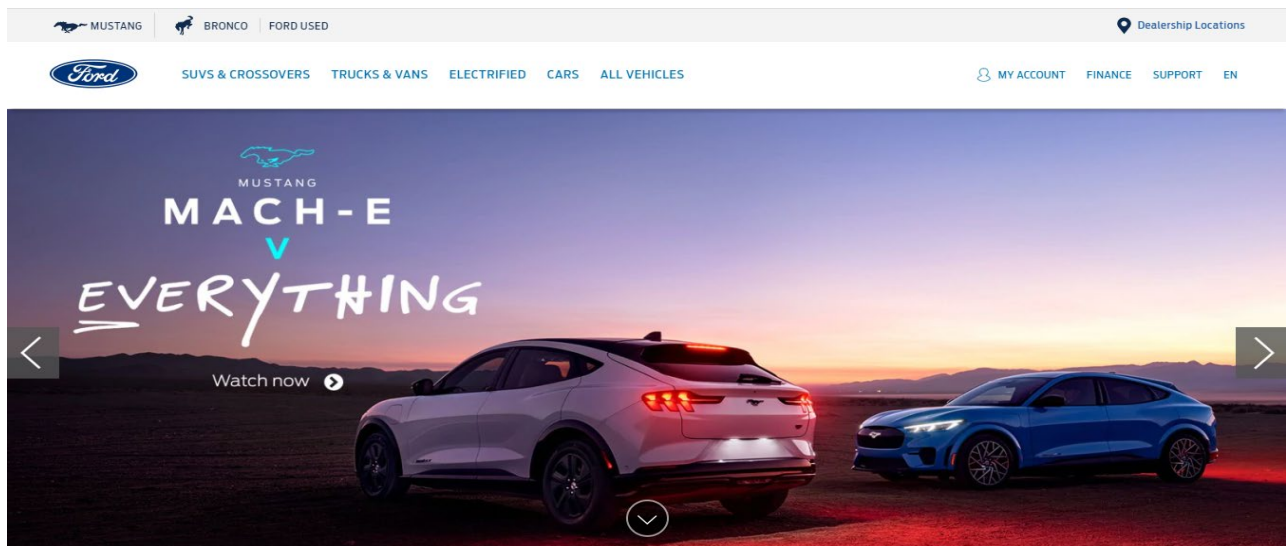 MUSTANG
BRONCO
FORD USED
Dealership Locations
Ford
SUVS & CROSSOVERS
TRUCKS & VANS
ELECTRIFIED
CARS
ALL VEHICLES
MY ACCOUNT
FINANCE
SUPPORT
EN
MUSTANG
MACH-E
V
EVERYTHING
Watch now